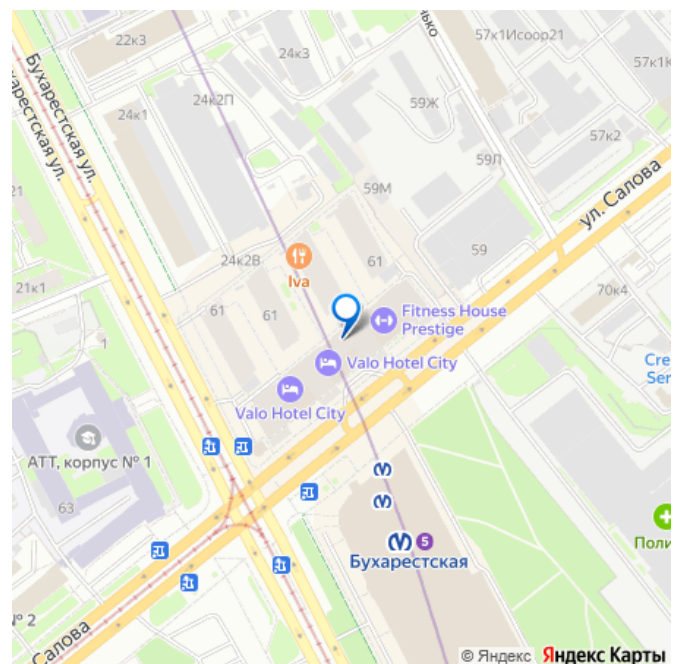 22к3
24к3
нько
57к1Исоор21
57к1К
Бухарестская ул.
Бухарестская ул.
24к2П
24к1
59Ж
57к2
59Л
ул. Салова
21
59М
24к2В
Iva
61
59
21к1
61
61
70к4
Fitness House
Prestige
1
Valo Hotel City
Valo Hotel City
Cre
Ser
АТТ, корпус № 1
63
5
Бухарестская
Поли
№ 2
Салова
© Яндекс Яндекс Карты